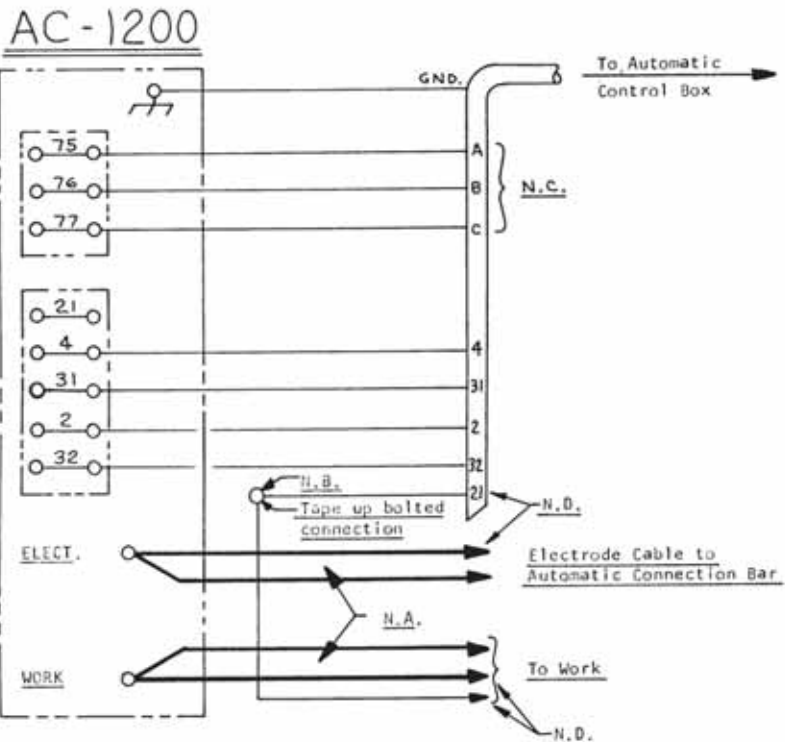 AC-1200
GND.
To Automatic
Control Box
75
A
76
B
N.C.
77
C
21
4
4
31
31
2
2
32
32
N.B.
21
Tape up bolted
connection
N.D.
ELECT.
Electrode Cable to
Automatic Connection Bar
N.A.
WORK
To Work
N.D.